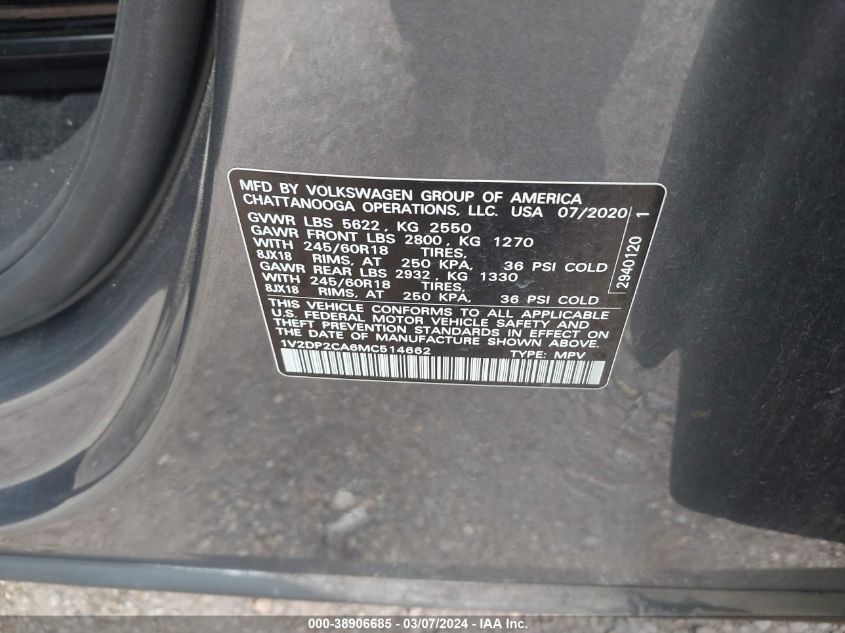 MFD BY VOLKSWAGEN GROUP OF AMERICA
CHATTANOOGA OPERATIONS, LLC. USA 07/2020
GVWR LBS 5622, KG 2550
GAWR FRONT LBS 2800, KG 1270
WITH 245/60R18 TIRES,
8JX18 RIMS, AT 250 KPA, 36 PSI COLD
GAWR REAR LBS 2932, KG 1330
WITH 245/60R18 TIRES,
8JX18 RIMS, AT 250 KPA, 36 PSI COLD
THIS VEHICLE CONFORMS TO ALL APPLICABLE
U.S. FEDERAL MOTOR VEHICLE SAFETY AND
THEFT PREVENTION STANDARDS IN EFFECT ON
THE DATE OF MANUFACTURE SHOWN ABOVE.
1V2DP2CA6MC514662 TYPE: MPV
2940120 1
000-38906685 - 03/07/2024 - IAA Inc.